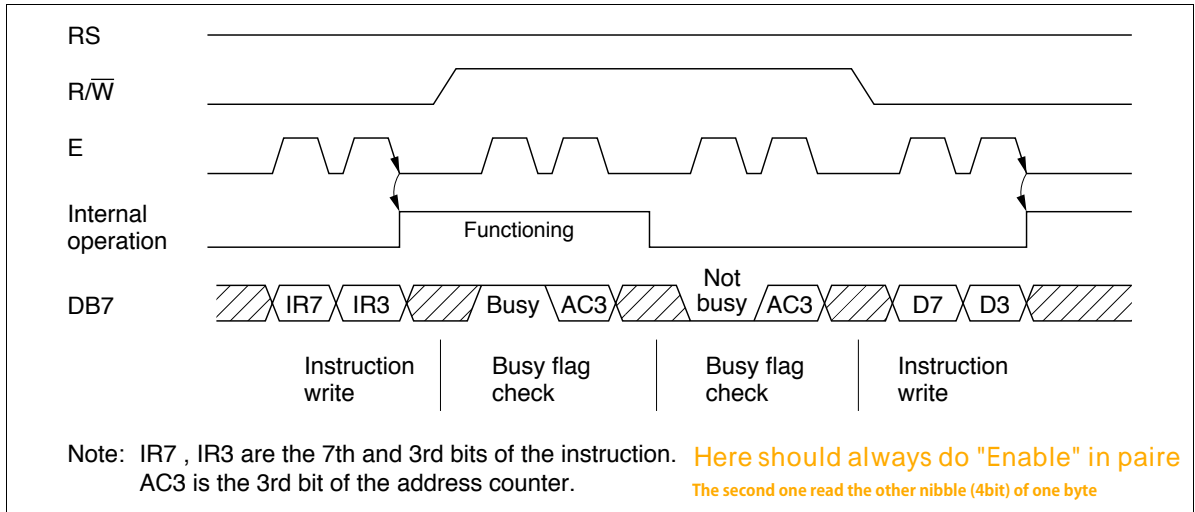 RS
R/W̅
E
Internal
operation
Functioning
DB7
IR7 IR3 Busy AC3 Not busy AC3 D7 D3
Instruction
write
Busy flag
check
Busy flag
check
Instruction
write
Note: IR7 , IR3 are the 7th and 3rd bits of the instruction.
AC3 is the 3rd bit of the address counter.
Here should always do "Enable" in paire
The second one read the other nibble (4bit) of one byte